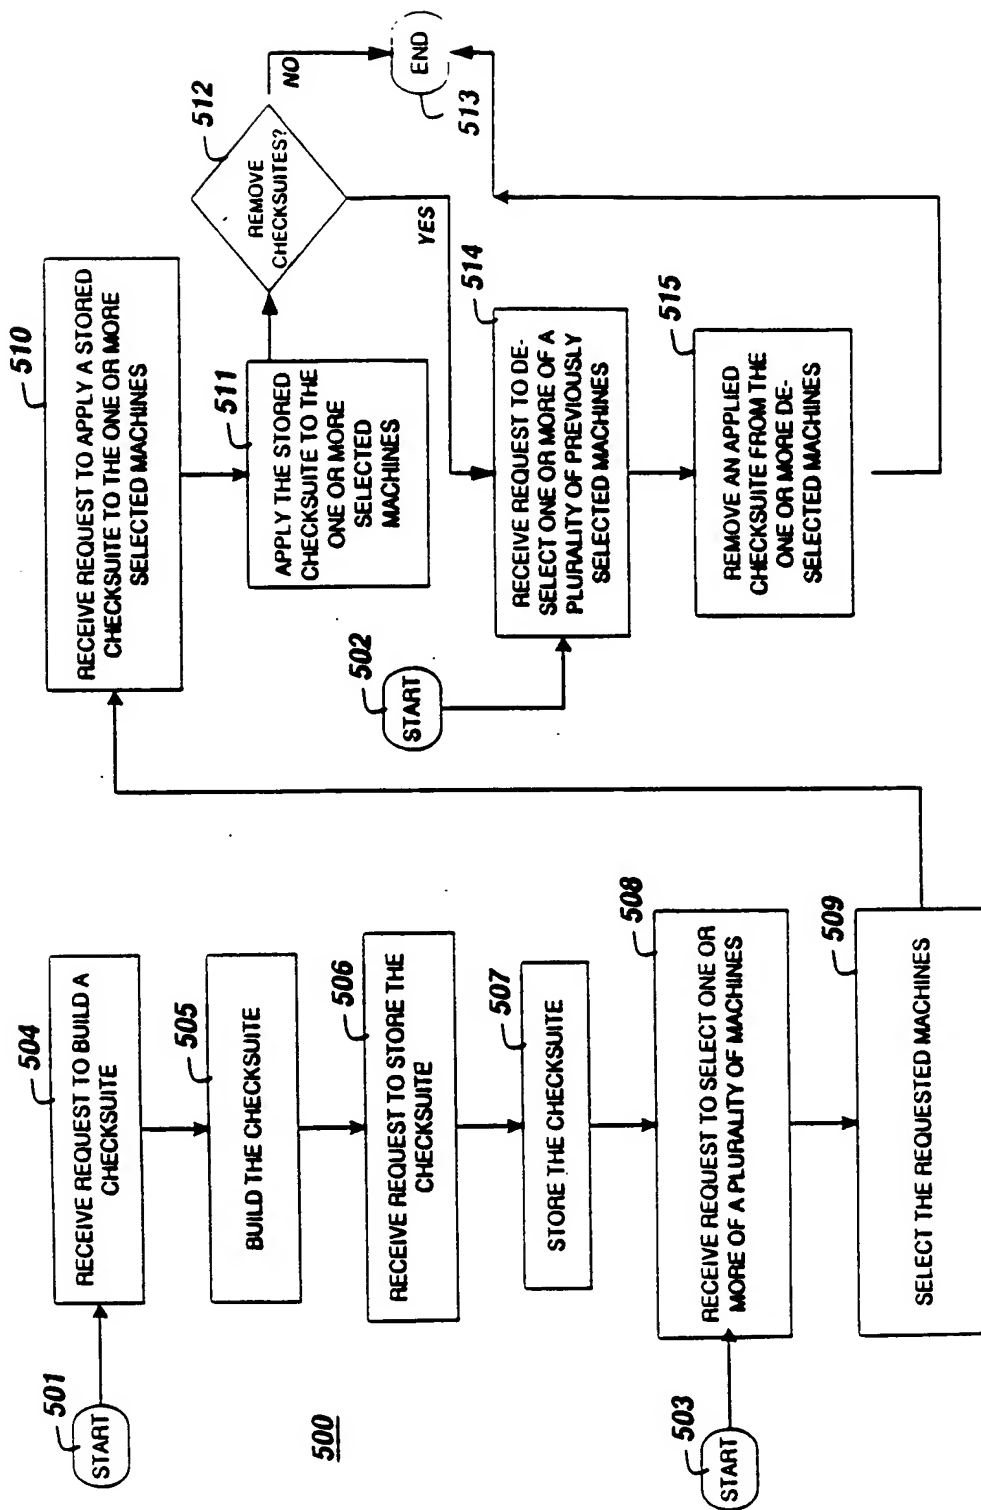 501
START
504
RECEIVE REQUEST TO BUILD A
CHECKSUITE
505
BUILD THE CHECKSUITE
506
RECEIVE REQUEST TO STORE THE
CHECKSUITE
507
STORE THE CHECKSUITE
500
503
START
508
RECEIVE REQUEST TO SELECT ONE OR
MORE OF A PLURALITY OF MACHINES
509
SELECT THE REQUESTED MACHINES
510
RECEIVE REQUEST TO APPLY A STORED
CHECKSUITE TO THE ONE OR MORE
SELECTED MACHINES
511
APPLY THE STORED
CHECKSUITE TO THE
ONE OR MORE
SELECTED
MACHINES
512
REMOVE
CHECKSUITES?
NO
YES
END
513
502
START
514
RECEIVE REQUEST TO DE-
SELECT ONE OR MORE OF A
PLURALITY OF PREVIOUSLY
SELECTED MACHINES
515
REMOVE AN APPLIED
CHECKSUITE FROM THE
ONE OR MORE DE-
SELECTED MACHINES